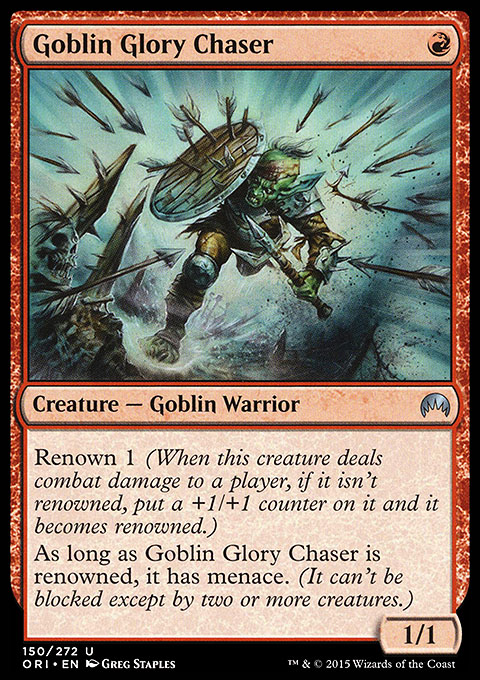 Goblin Glory Chaser
Creature — Goblin Warrior
Renown 1 (When this creature deals
combat damage to a player, if it isn't
renowned, put a +1/+1 counter on it and it
becomes renowned.)
As long as Goblin Glory Chaser is
renowned, it has menace. (It can't be
blocked except by two or more creatures.)
1/1
150/272 U
ORI • EN Greg Staples
™ & © 2015 Wizards of the Coast